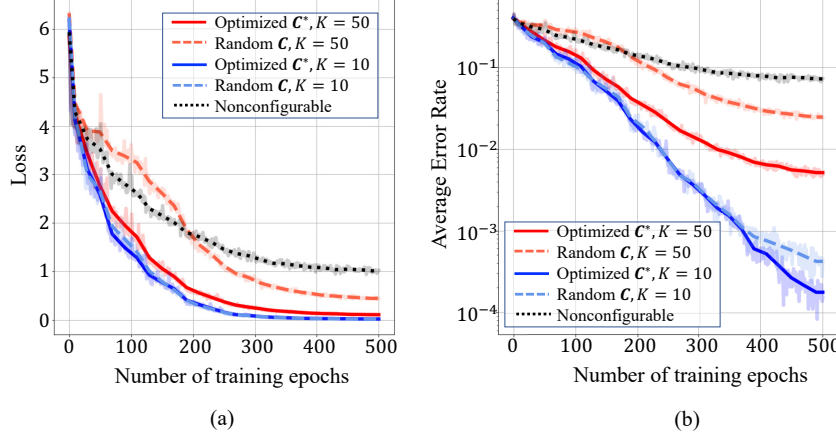 6
5
4
3
2
1
0
Loss
Optimized C*, K = 50
Random C, K = 50
Optimized C*, K = 10
Random C, K = 10
Nonconfigurable
0 100 200 300 400 500
Number of training epochs
(a)
10⁻¹
10⁻²
10⁻³
10⁻⁴
Average Error Rate
Optimized C*, K = 50
Random C, K = 50
Optimized C*, K = 10
Random C, K = 10
Nonconfigurable
0 100 200 300 400 500
Number of training epochs
(b)